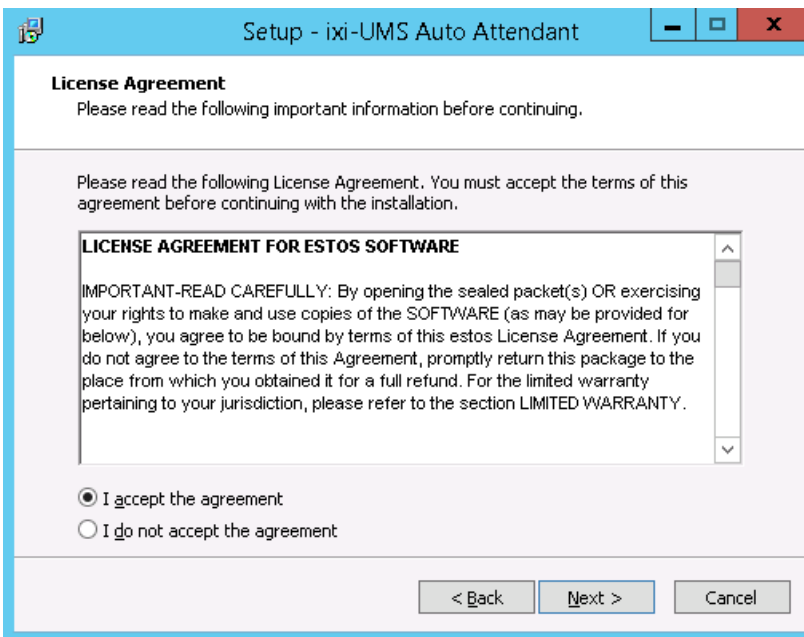 Setup - ixi-UMS Auto Attendant
License Agreement
Please read the following important information before continuing.
Please read the following License Agreement. You must accept the terms of this
agreement before continuing with the installation.
LICENSE AGREEMENT FOR ESTOS SOFTWARE
IMPORTANT-READ CAREFULLY: By opening the sealed packet(s) OR exercising
your rights to make and use copies of the SOFTWARE (as may be provided for
below), you agree to be bound by terms of this estos License Agreement. If you
do not agree to the terms of this Agreement, promptly return this package to the
place from which you obtained it for a full refund. For the limited warranty
pertaining to your jurisdiction, please refer to the section LIMITED WARRANTY.
I accept the agreement
I do not accept the agreement
< Back Next > Cancel